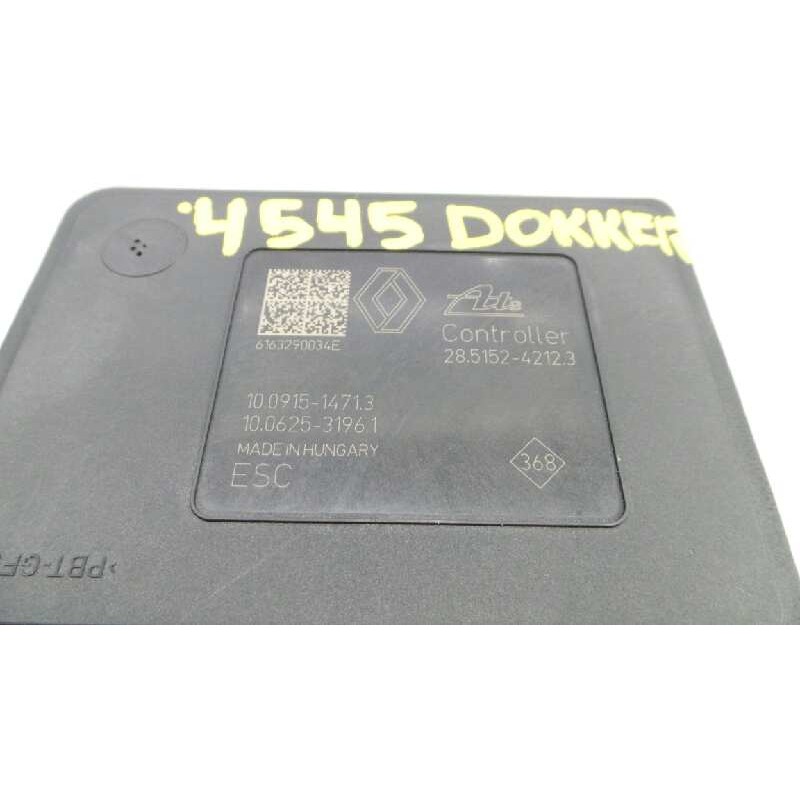 4545 DOKKER
Ate
6163290034E
Controller
28.5152-4212.3
10.0915-1471.3
10.0625-3196.1
MADE IN HUNGARY
ESC
368
>PBT-GF